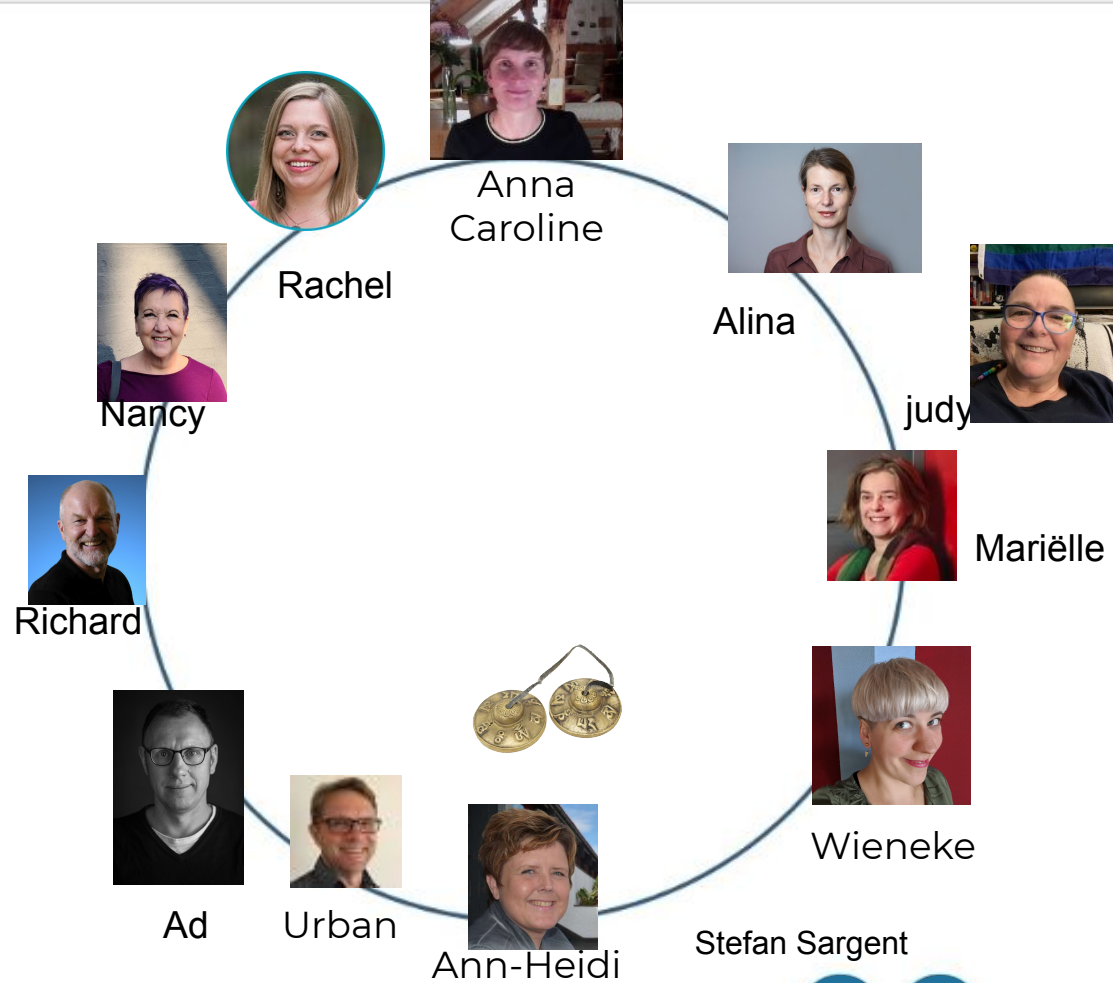 Anna
Caroline
Rachel
Alina
judy
Nancy
Mariëlle
Richard
Wieneke
Ad
Urban
Stefan Sargent
Ann-Heidi